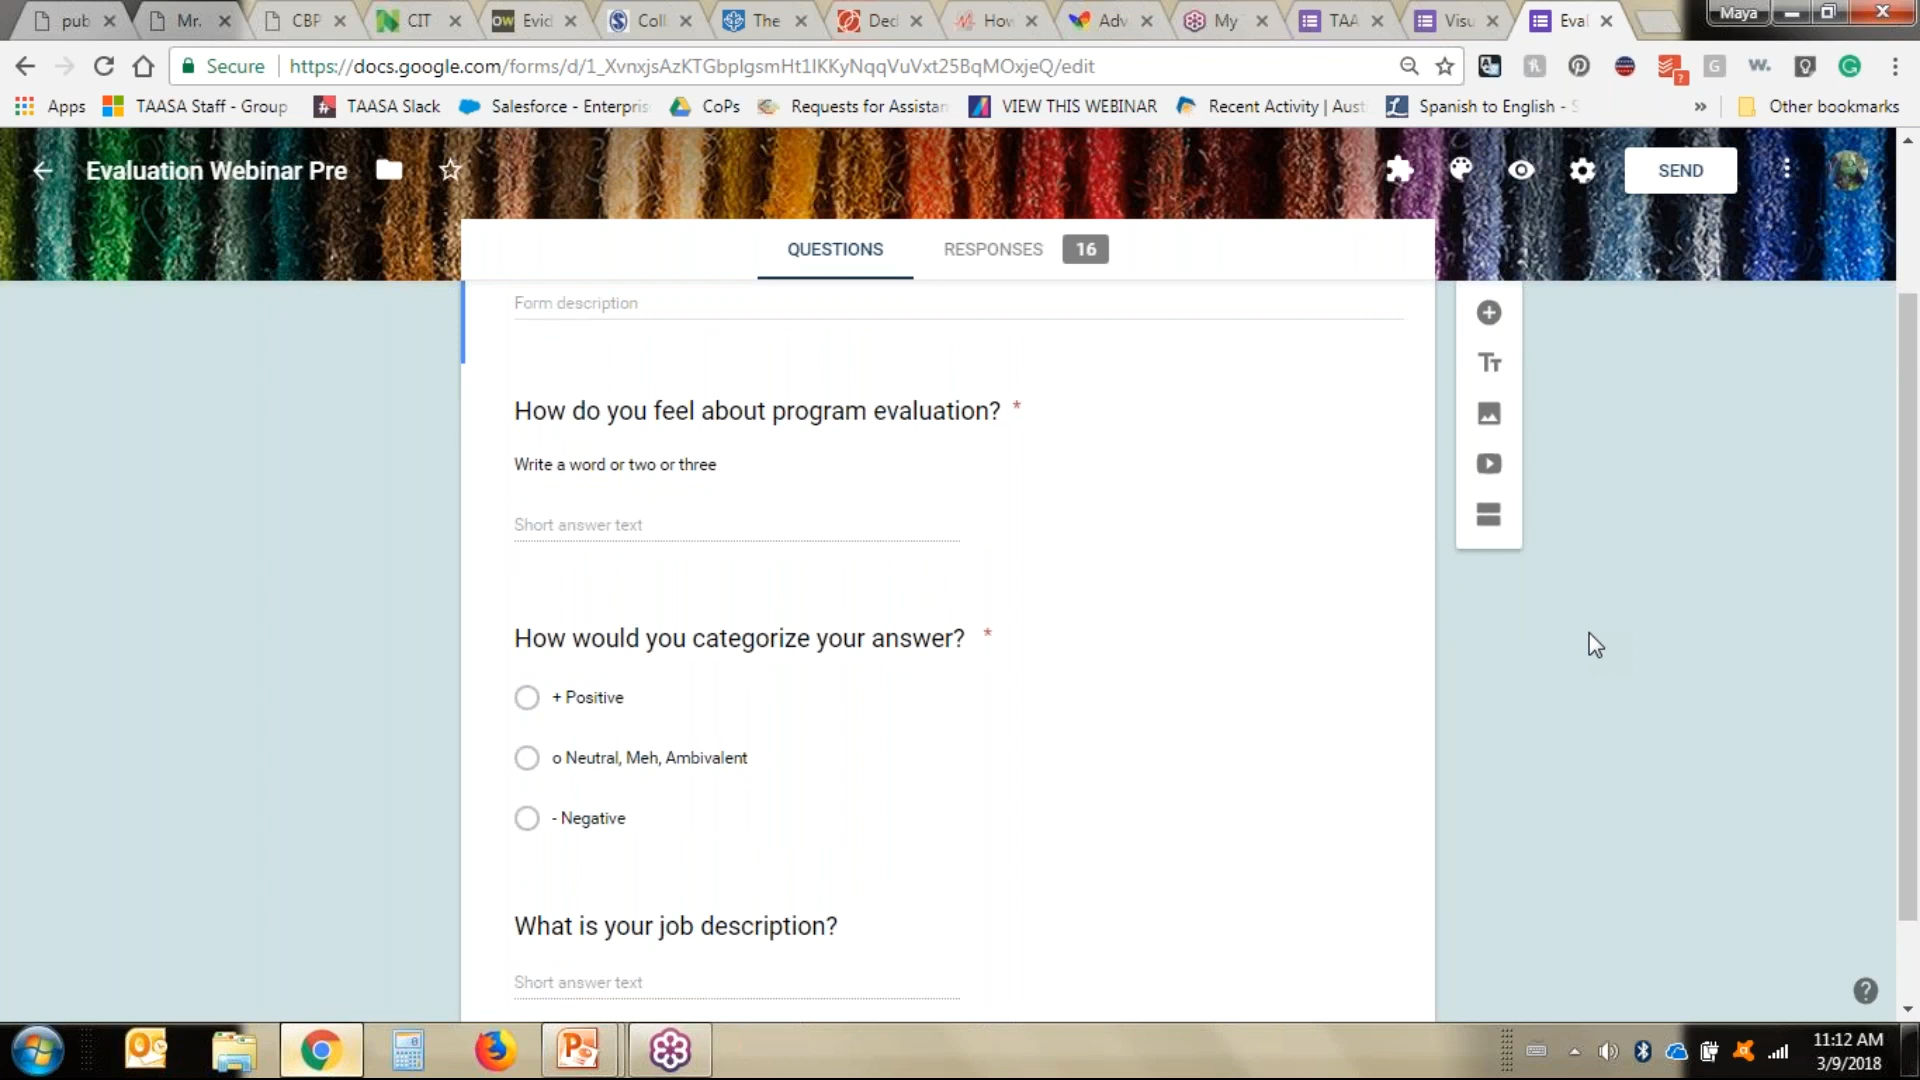 pub
Mr.
CBP
CIT
Evid
Coll
The
Ded
How
Adv
My
TAA
Visu
Eval
Maya
Secure
https://docs.google.com/forms/d/1_XvnxjsAzKTGbpIgsmHt1IKKyNqqVuVxt25BqMOxjeQ/edit
Apps
TAASA Staff - Group
TAASA Slack
Salesforce - Enterpris
CoPs
Requests for Assistan
VIEW THIS WEBINAR
Recent Activity | Aust
Spanish to English - S
Other bookmarks
Evaluation Webinar Pre
SEND
QUESTIONS
RESPONSES 16
Form description
How do you feel about program evaluation? *
Write a word or two or three
Short answer text
How would you categorize your answer? *
+ Positive
o Neutral, Meh, Ambivalent
- Negative
What is your job description?
Short answer text
11:12 AM
3/9/2018